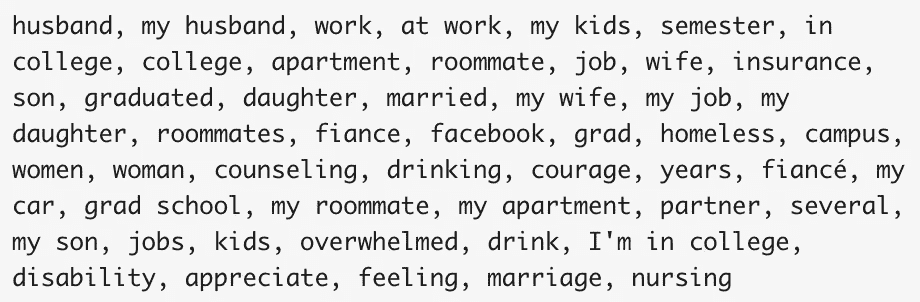 husband, my husband, work, at work, my kids, semester, in
college, college, apartment, roommate, job, wife, insurance,
son, graduated, daughter, married, my wife, my job, my
daughter, roommates, fiance, facebook, grad, homeless, campus,
women, woman, counseling, drinking, courage, years, fiancé, my
car, grad school, my roommate, my apartment, partner, several,
my son, jobs, kids, overwhelmed, drink, I'm in college,
disability, appreciate, feeling, marriage, nursing